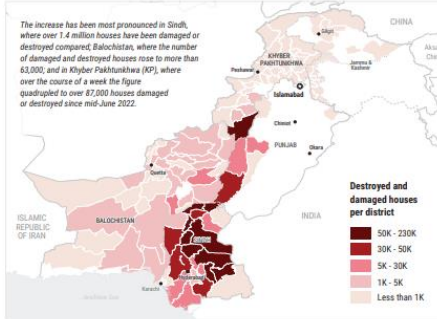 The increase has been most pronounced in Sindh,
where over 1.4 million houses have been damaged or
destroyed compared; Balochistan, where the number
of damaged and destroyed houses rose to more than
63,000; and in Khyber Pakhtunkhwa (KP), where
over the course of a week the figure
quadrupled to over 87,000 houses damaged
or destroyed since mid-June 2022.
CHINA
Gilgit
KHYBER
PAKHTUNKHWA
Aksai
Chin
Peshawar
Jammu &
Kashmir
Islamabad
Chiniot
PUNJAB
Okara
Quetta
Destroyed and
damaged houses
per district
ISLAMIC
REPUBLIC
OF IRAN
BALOCHISTAN
INDIA
50K - 230K
30K - 50K
5K - 30K
1K - 5K
Less than 1K
Hyderabad
Karachi